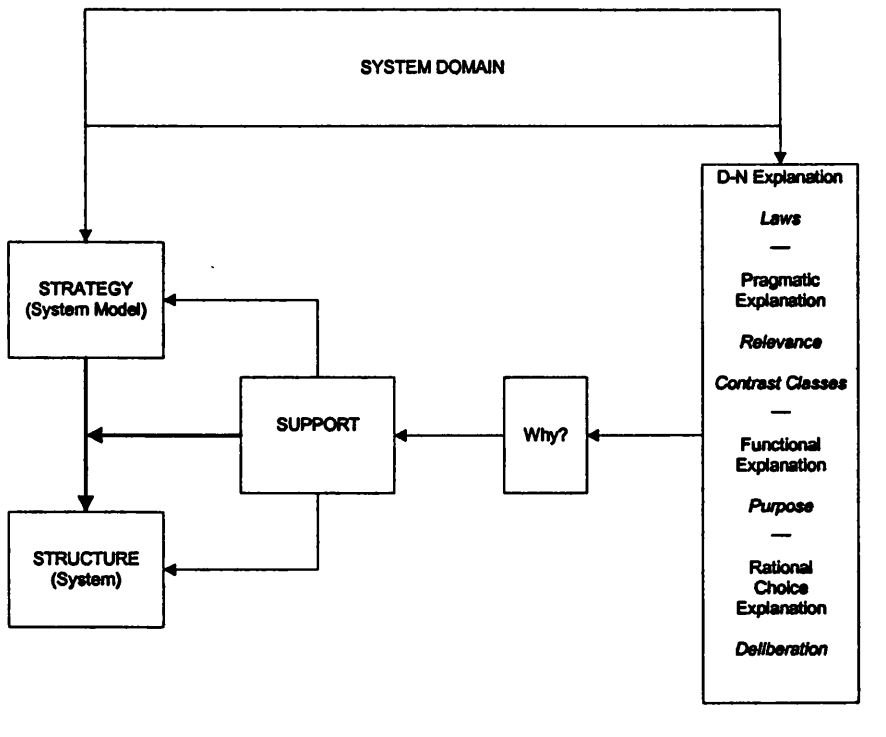 SYSTEM DOMAIN
STRATEGY
(System Model)
SUPPORT
STRUCTURE
(System)
Why?
D-N Explanation
Laws
—
Pragmatic
Explanation
Relevance
Contrast Classes
—
Functional
Explanation
Purpose
—
Rational
Choice
Explanation
Deliberation